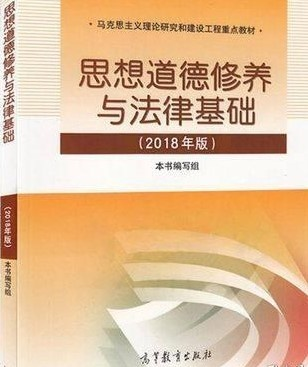 ·马克思主义理论研究和建设工程重点教材·
思想道德修养
与法律基础
(2018年版)
本书编写组
高等教育出版社
思想道德修养与法律基础
(2018年版)
本书编写组